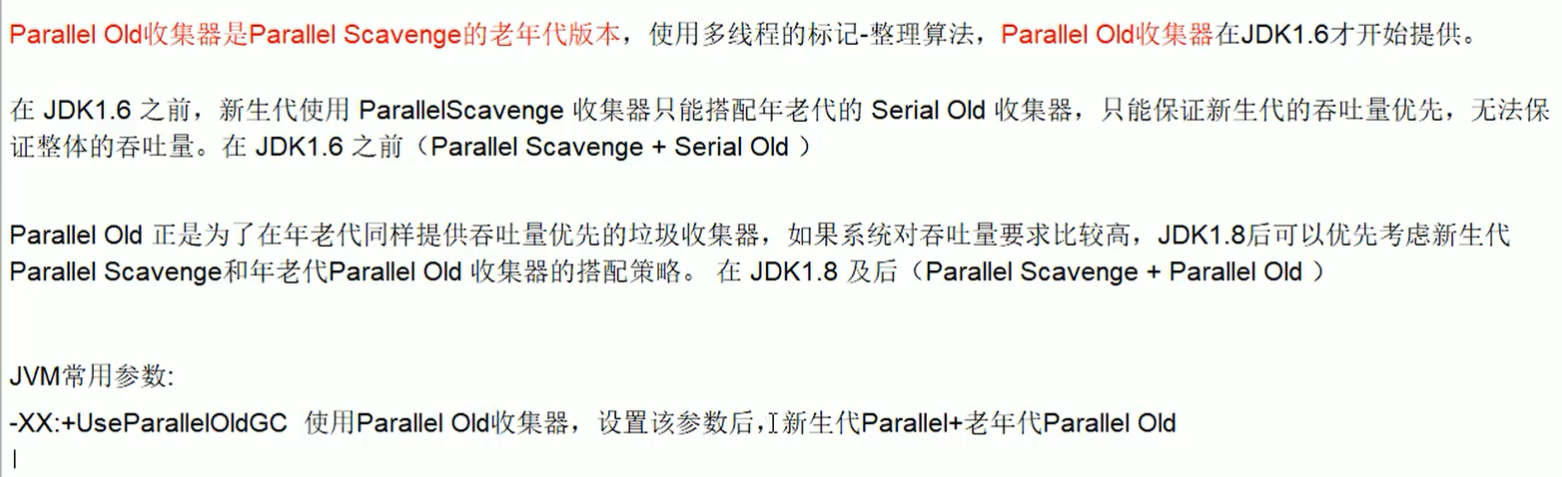 Parallel Old收集器是Parallel Scavenge的老年代版本，使用多线程的标记-整理算法，Parallel Old收集器在JDK1.6才开始提供。
在 JDK1.6 之前，新生代使用 ParallelScavenge 收集器只能搭配年老代的 Serial Old 收集器，只能保证新生代的吞吐量优先，无法保
证整体的吞吐量。在 JDK1.6 之前（Parallel Scavenge + Serial Old ）
Parallel Old 正是为了在年老代同样提供吞吐量优先的垃圾收集器，如果系统对吞吐量要求比较高，JDK1.8后可以优先考虑新生代
Parallel Scavenge和年老代Parallel Old 收集器的搭配策略。 在 JDK1.8 及后（Parallel Scavenge + Parallel Old ）
JVM常用参数:
-XX:+UseParallelOldGC  使用Parallel Old收集器，设置该参数后，新生代Parallel+老年代Parallel Old